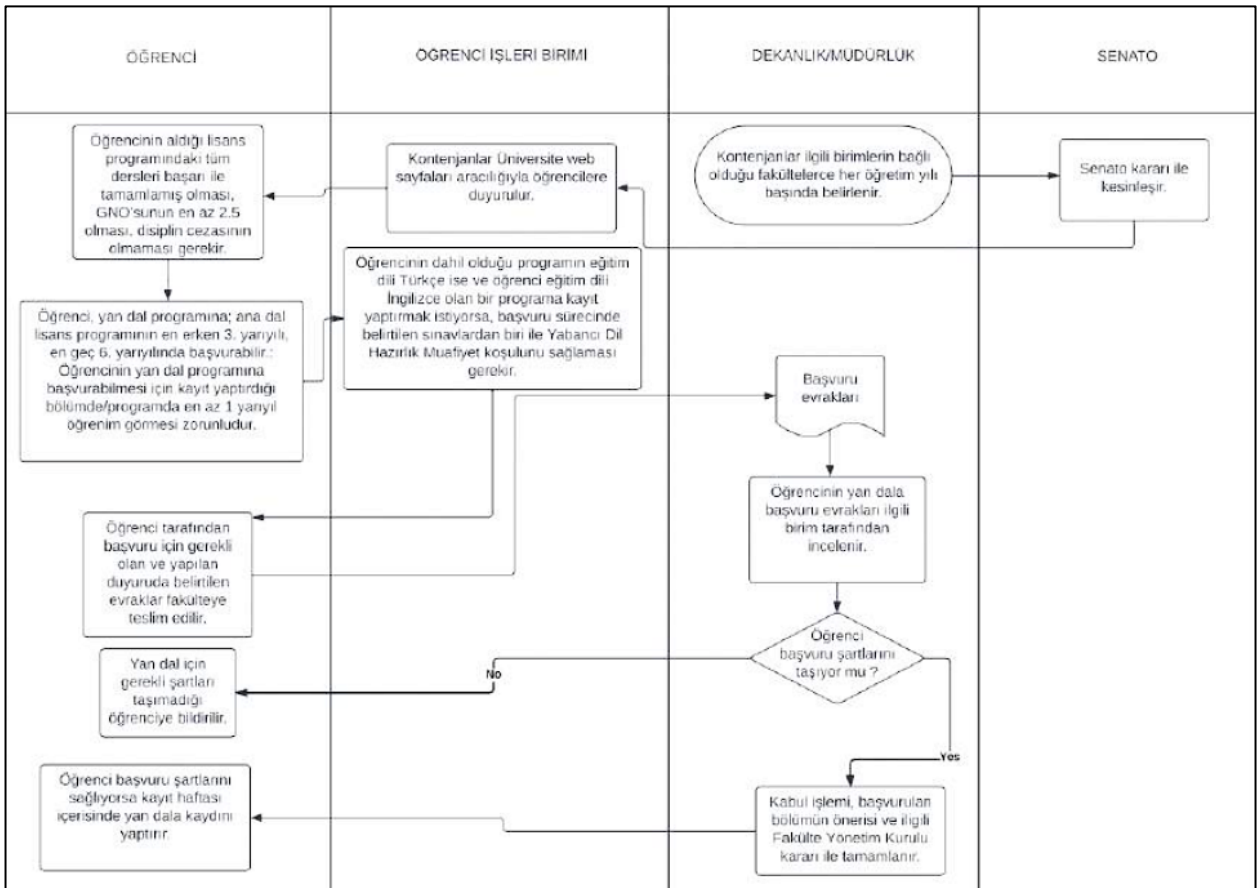 ÖĞRENCİ
ÖĞRENCİ İŞLERİ BİRİMİ
DEKANLIK/MÜDÜRLÜK
SENATO
Öğrencinin aldığı lisans
programındaki tüm
dersleri başarı ile
tamamlamış olması,
GNO'sunun en az 2.5
olması, disiplin cezasının
olmaması gerekir.
Kontenjanlar Üniversite web
sayfaları aracılığıyla öğrencilere
duyurulur.
Kontenjanlar ilgili birimlerin bağlı
olduğu fakültelerce her öğretim yılı
başında belirlenir.
Senato kararı ile
kesinleşir.
Öğrenci, yan dal programına; ana dal
lisans programının en erken 3. yarıyılı,
en geç 6. yarıyılında başvurabilir.:
Öğrencinin yan dal programına
başvurabilmesi için kayıt yaptırdığı
bölümde/programda en az 1 yarıyıl
öğrenim görmesi zorunludur.
Öğrencinin dahil olduğu programın eğitim
dili Türkçe ise ve öğrenci eğitim dili
İngilizce olan bir programa kayıt
yaptırmak istiyorsa, başvuru sürecinde
belirtilen sınavlardan biri ile Yabancı Dil
Hazırlık Muafiyet koşulunu sağlaması
gerekir.
Başvuru
evrakları
Öğrenci tarafından
başvuru için gerekli
olan ve yapılan
duyuruda belirtilen
evraklar fakülteye
teslim edilir.
Öğrencinin yan dala
başvuru evrakları ilgili
birim tarafından
incelenir.
Öğrenci
başvuru şartlarını
taşıyor mu ?
No
Yan dal için
gerekli şartları
taşımadığı
öğrenciye bildirilir.
Yes
Kabul işlemi, başvurulan
bölümün önerisi ve iligili
Fakülte Yönetim Kurulu
kararı ile tamamlanır.
Öğrenci başvuru şartlarını
sağlıyorsa kayıt haftası
içerisinde yan dala kaydını
yaptırır.